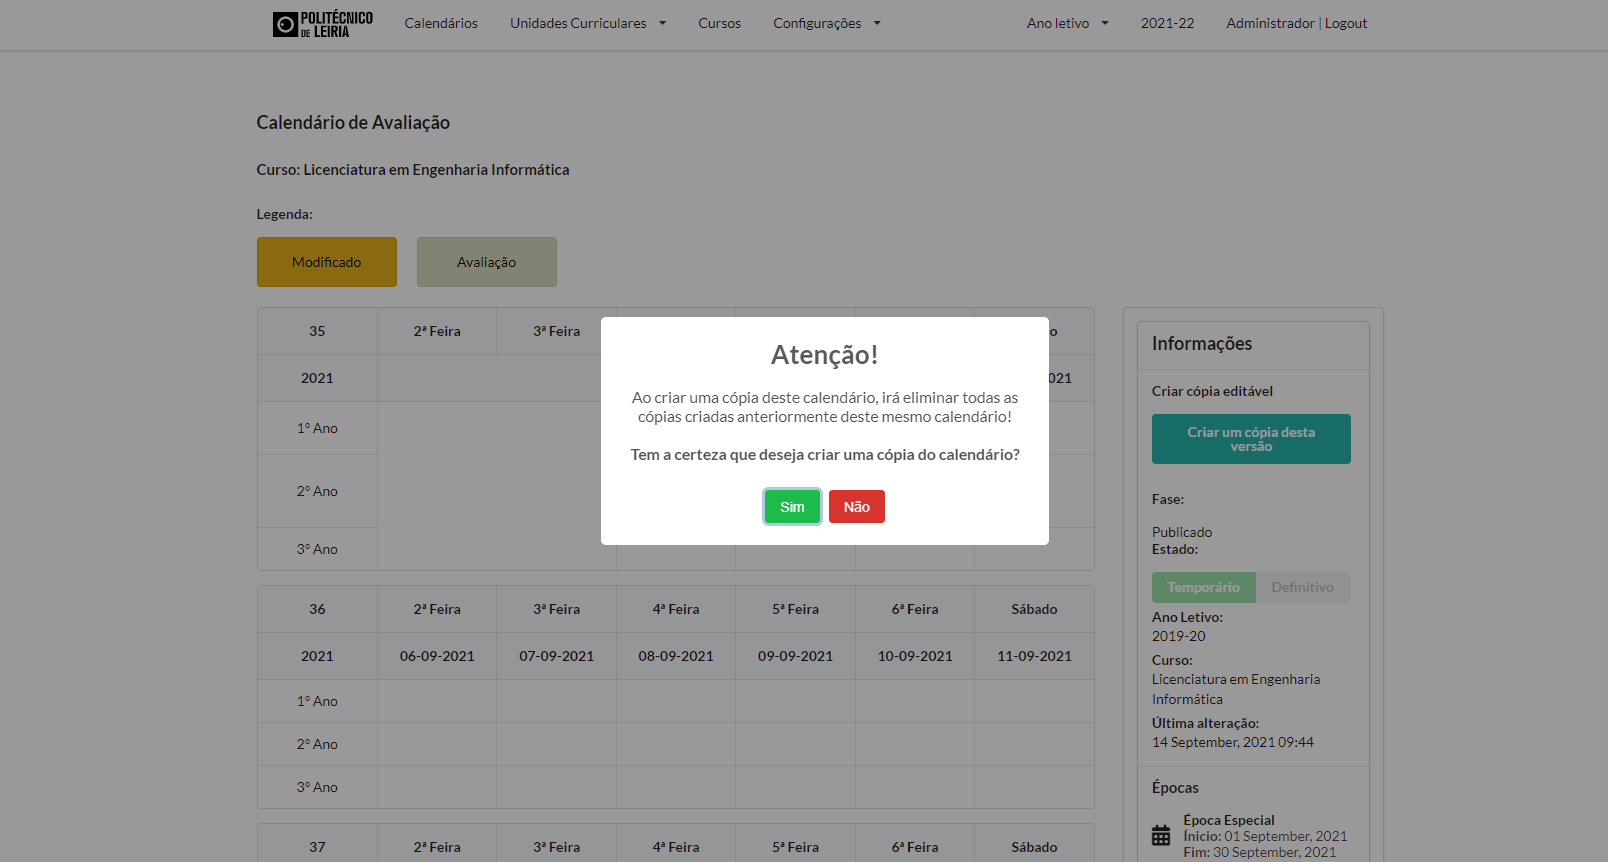 POLITÉCNICO
DE LEIRIA
Calendários
Unidades Curriculares
Cursos
Configurações
Ano letivo
2021-22
Administrador | Logout
Calendário de Avaliação
Curso: Licenciatura em Engenharia Informática
Legenda:
Modificado
Avaliação
35
2ª Feira
3ª Feira
o
2021
021
1º Ano
2º Ano
3º Ano
Atenção!
Ao criar uma cópia deste calendário, irá eliminar todas as
cópias criadas anteriormente deste mesmo calendário!
Tem a certeza que deseja criar uma cópia do calendário?
Sim
Não
36
2ª Feira
3ª Feira
4ª Feira
5ª Feira
6ª Feira
Sábado
2021
06-09-2021
07-09-2021
08-09-2021
09-09-2021
10-09-2021
11-09-2021
1º Ano
2º Ano
3º Ano
37
2ª Feira
3ª Feira
4ª Feira
5ª Feira
6ª Feira
Sábado
Informações
Criar cópia editável
Criar um cópia desta
versão
Fase:
Publicado
Estado:
Temporário
Definitivo
Ano Letivo:
2019-20
Curso:
Licenciatura em Engenharia
Informática
Última alteração:
14 September, 2021 09:44
Épocas
Época Especial
Ínicio: 01 September, 2021
Fim: 30 September, 2021